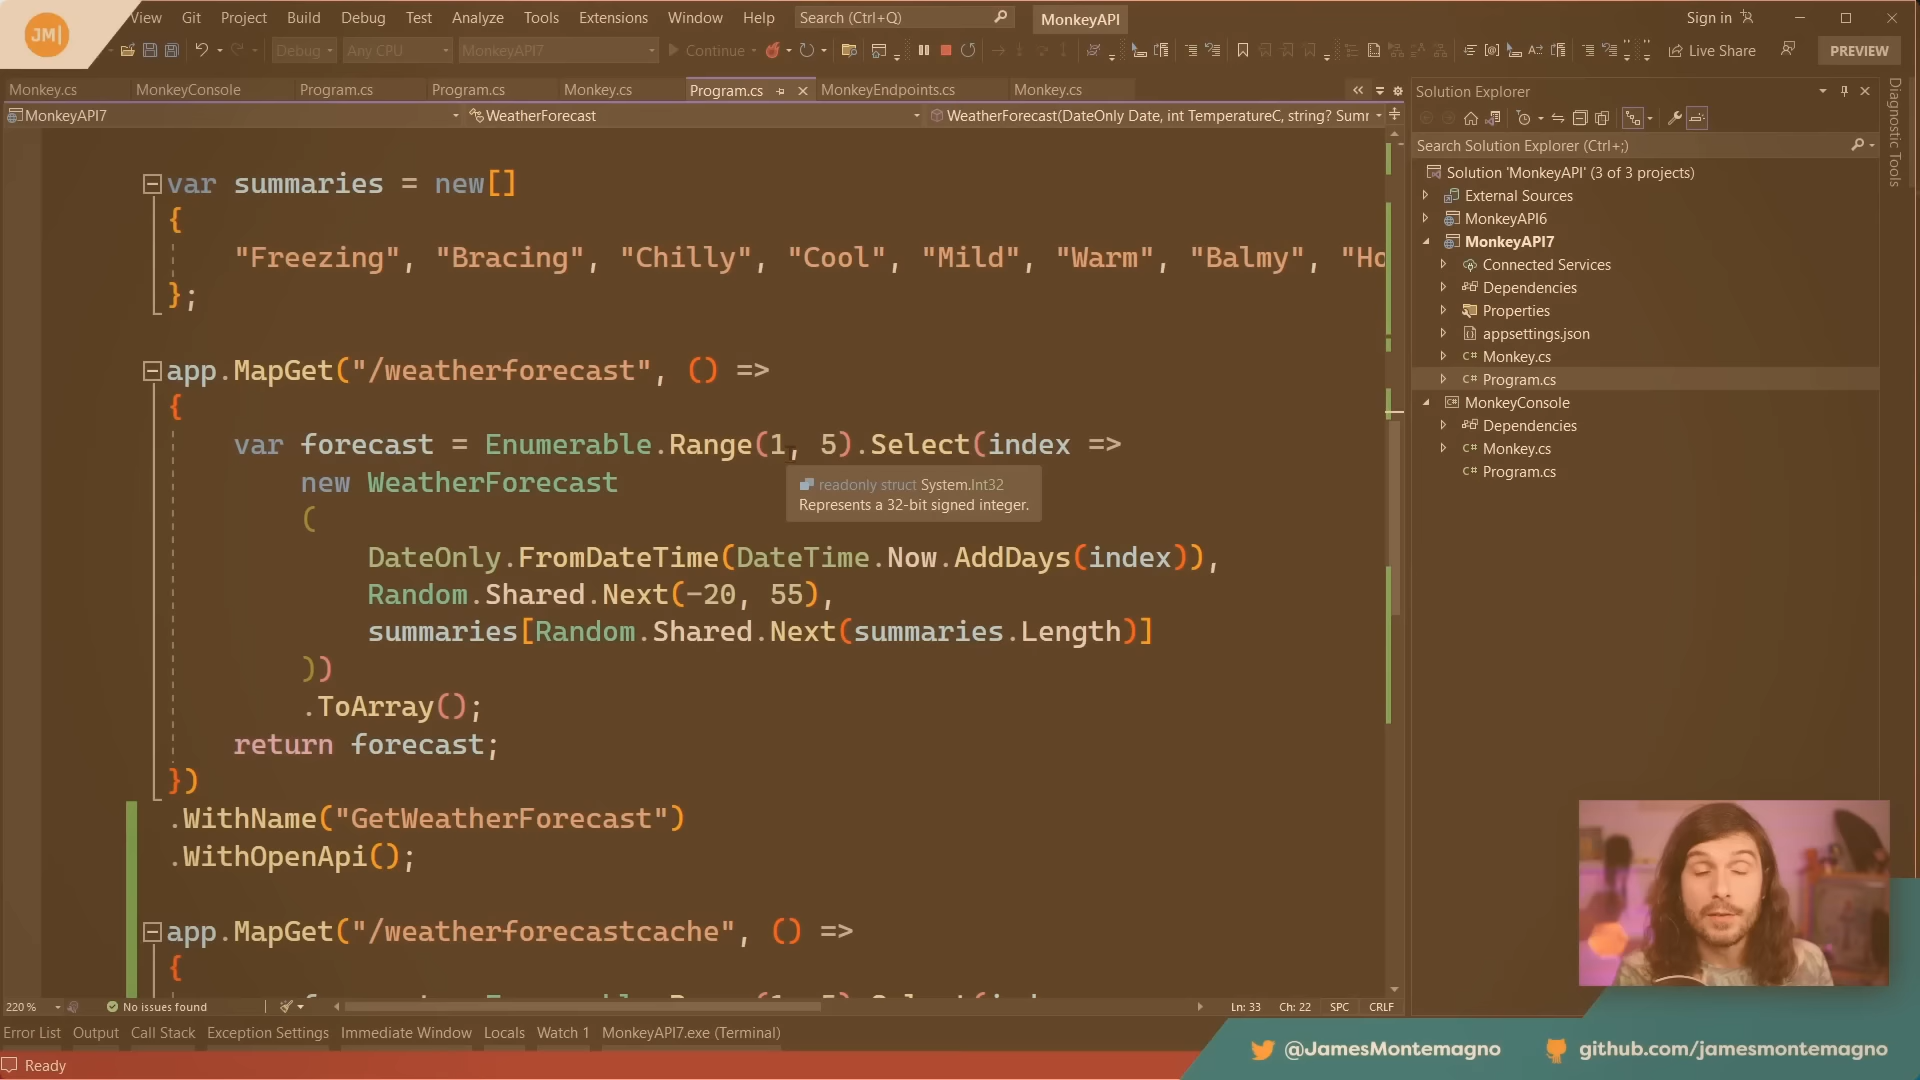 JM|
View Git Project Build Debug Test Analyze Tools Extensions Window Help Search (Ctrl+Q) MonkeyAPI Sign in
Debug Any CPU MonkeyAPI7 Continue Live Share PREVIEW
Monkey.cs MonkeyConsole Program.cs Program.cs Monkey.cs Program.cs MonkeyEndpoints.cs Monkey.cs
MonkeyAPI7 WeatherForecast WeatherForecast(DateOnly Date, int TemperatureC, string? Summ
var summaries = new[]
{
"Freezing", "Bracing", "Chilly", "Cool", "Mild", "Warm", "Balmy", "Ho
};
app.MapGet("/weatherforecast", () =>
{
var forecast = Enumerable.Range(1, 5).Select(index =>
new WeatherForecast
readonly struct System.Int32
Represents a 32-bit signed integer.
(
DateOnly.FromDateTime(DateTime.Now.AddDays(index)),
Random.Shared.Next(-20, 55),
summaries[Random.Shared.Next(summaries.Length)]
))
.ToArray();
return forecast;
})
.WithName("GetWeatherForecast")
.WithOpenApi();
app.MapGet("/weatherforecastcache", () =>
{
220 % No issues found Ln: 33 Ch: 22 SPC CRLF
Error List Output Call Stack Exception Settings Immediate Window Locals Watch 1 MonkeyAPI7.exe (Terminal)
Ready
Solution Explorer
Search Solution Explorer (Ctrl+;)
Solution 'MonkeyAPI' (3 of 3 projects)
External Sources
MonkeyAPI6
MonkeyAPI7
Connected Services
Dependencies
Properties
appsettings.json
C# Monkey.cs
C# Program.cs
C# MonkeyConsole
Dependencies
C# Monkey.cs
C# Program.cs
Diagnostic Tools
@JamesMontemagno github.com/jamesmontemagno